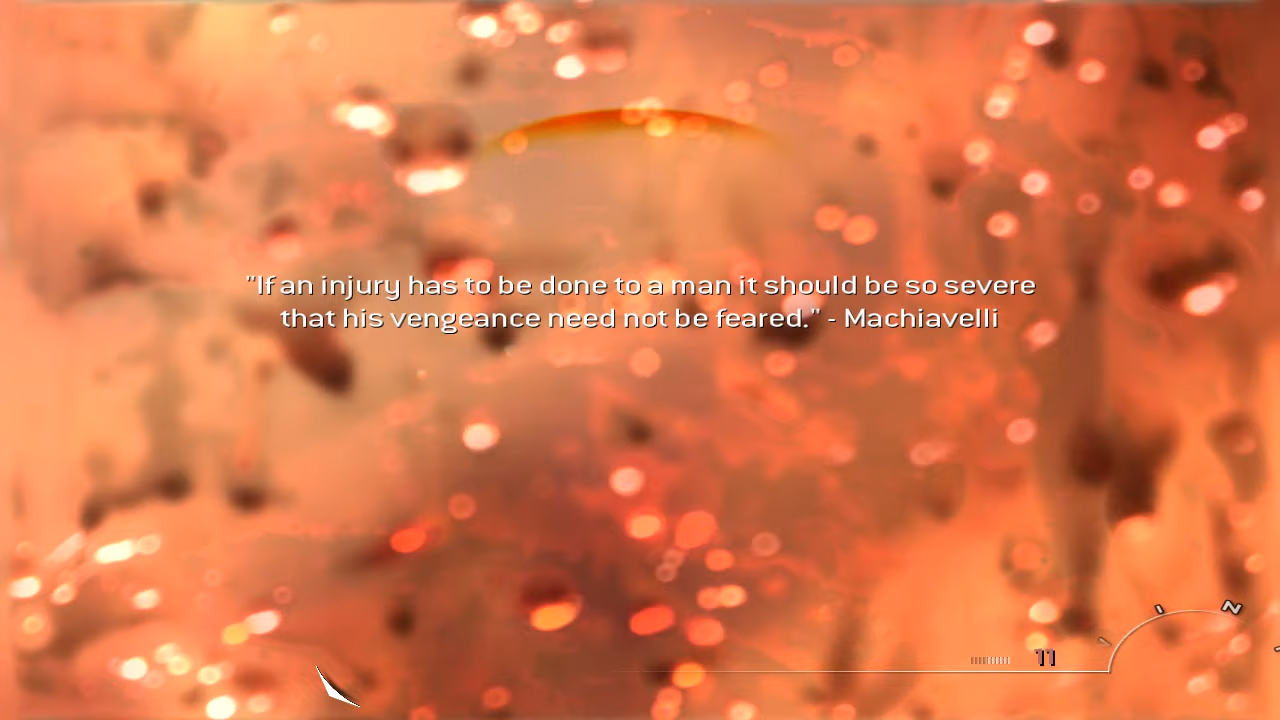 "If an injury has to be done to a man it should be so severe
that his vengeance need not be feared." - Machiavelli
11
N